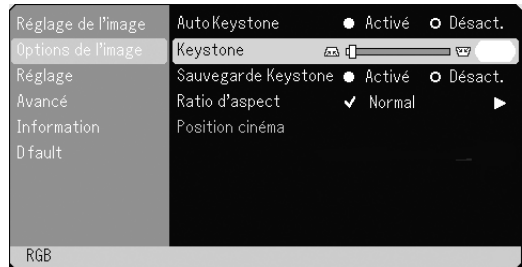 Réglage de l'image
Options de l'image
Réglage
Avancé
Information
D fault
Auto Keystone Activé Désact.
Keystone
Sauvegarde Keystone Activé Désact.
Ratio d'aspect Normal
Position cinéma
RGB